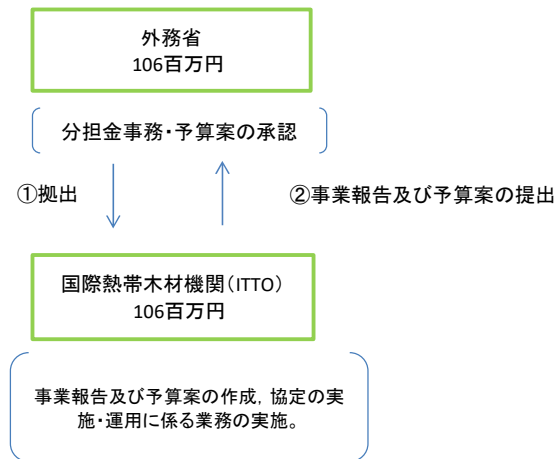 外務省
106百万円
分担金事務・予算案の承認
①拠出
②事業報告及び予算案の提出
国際熱帯木材機関(ITTO)
106百万円
事業報告及び予算案の作成，協定の実
施・運用に係る業務の実施。